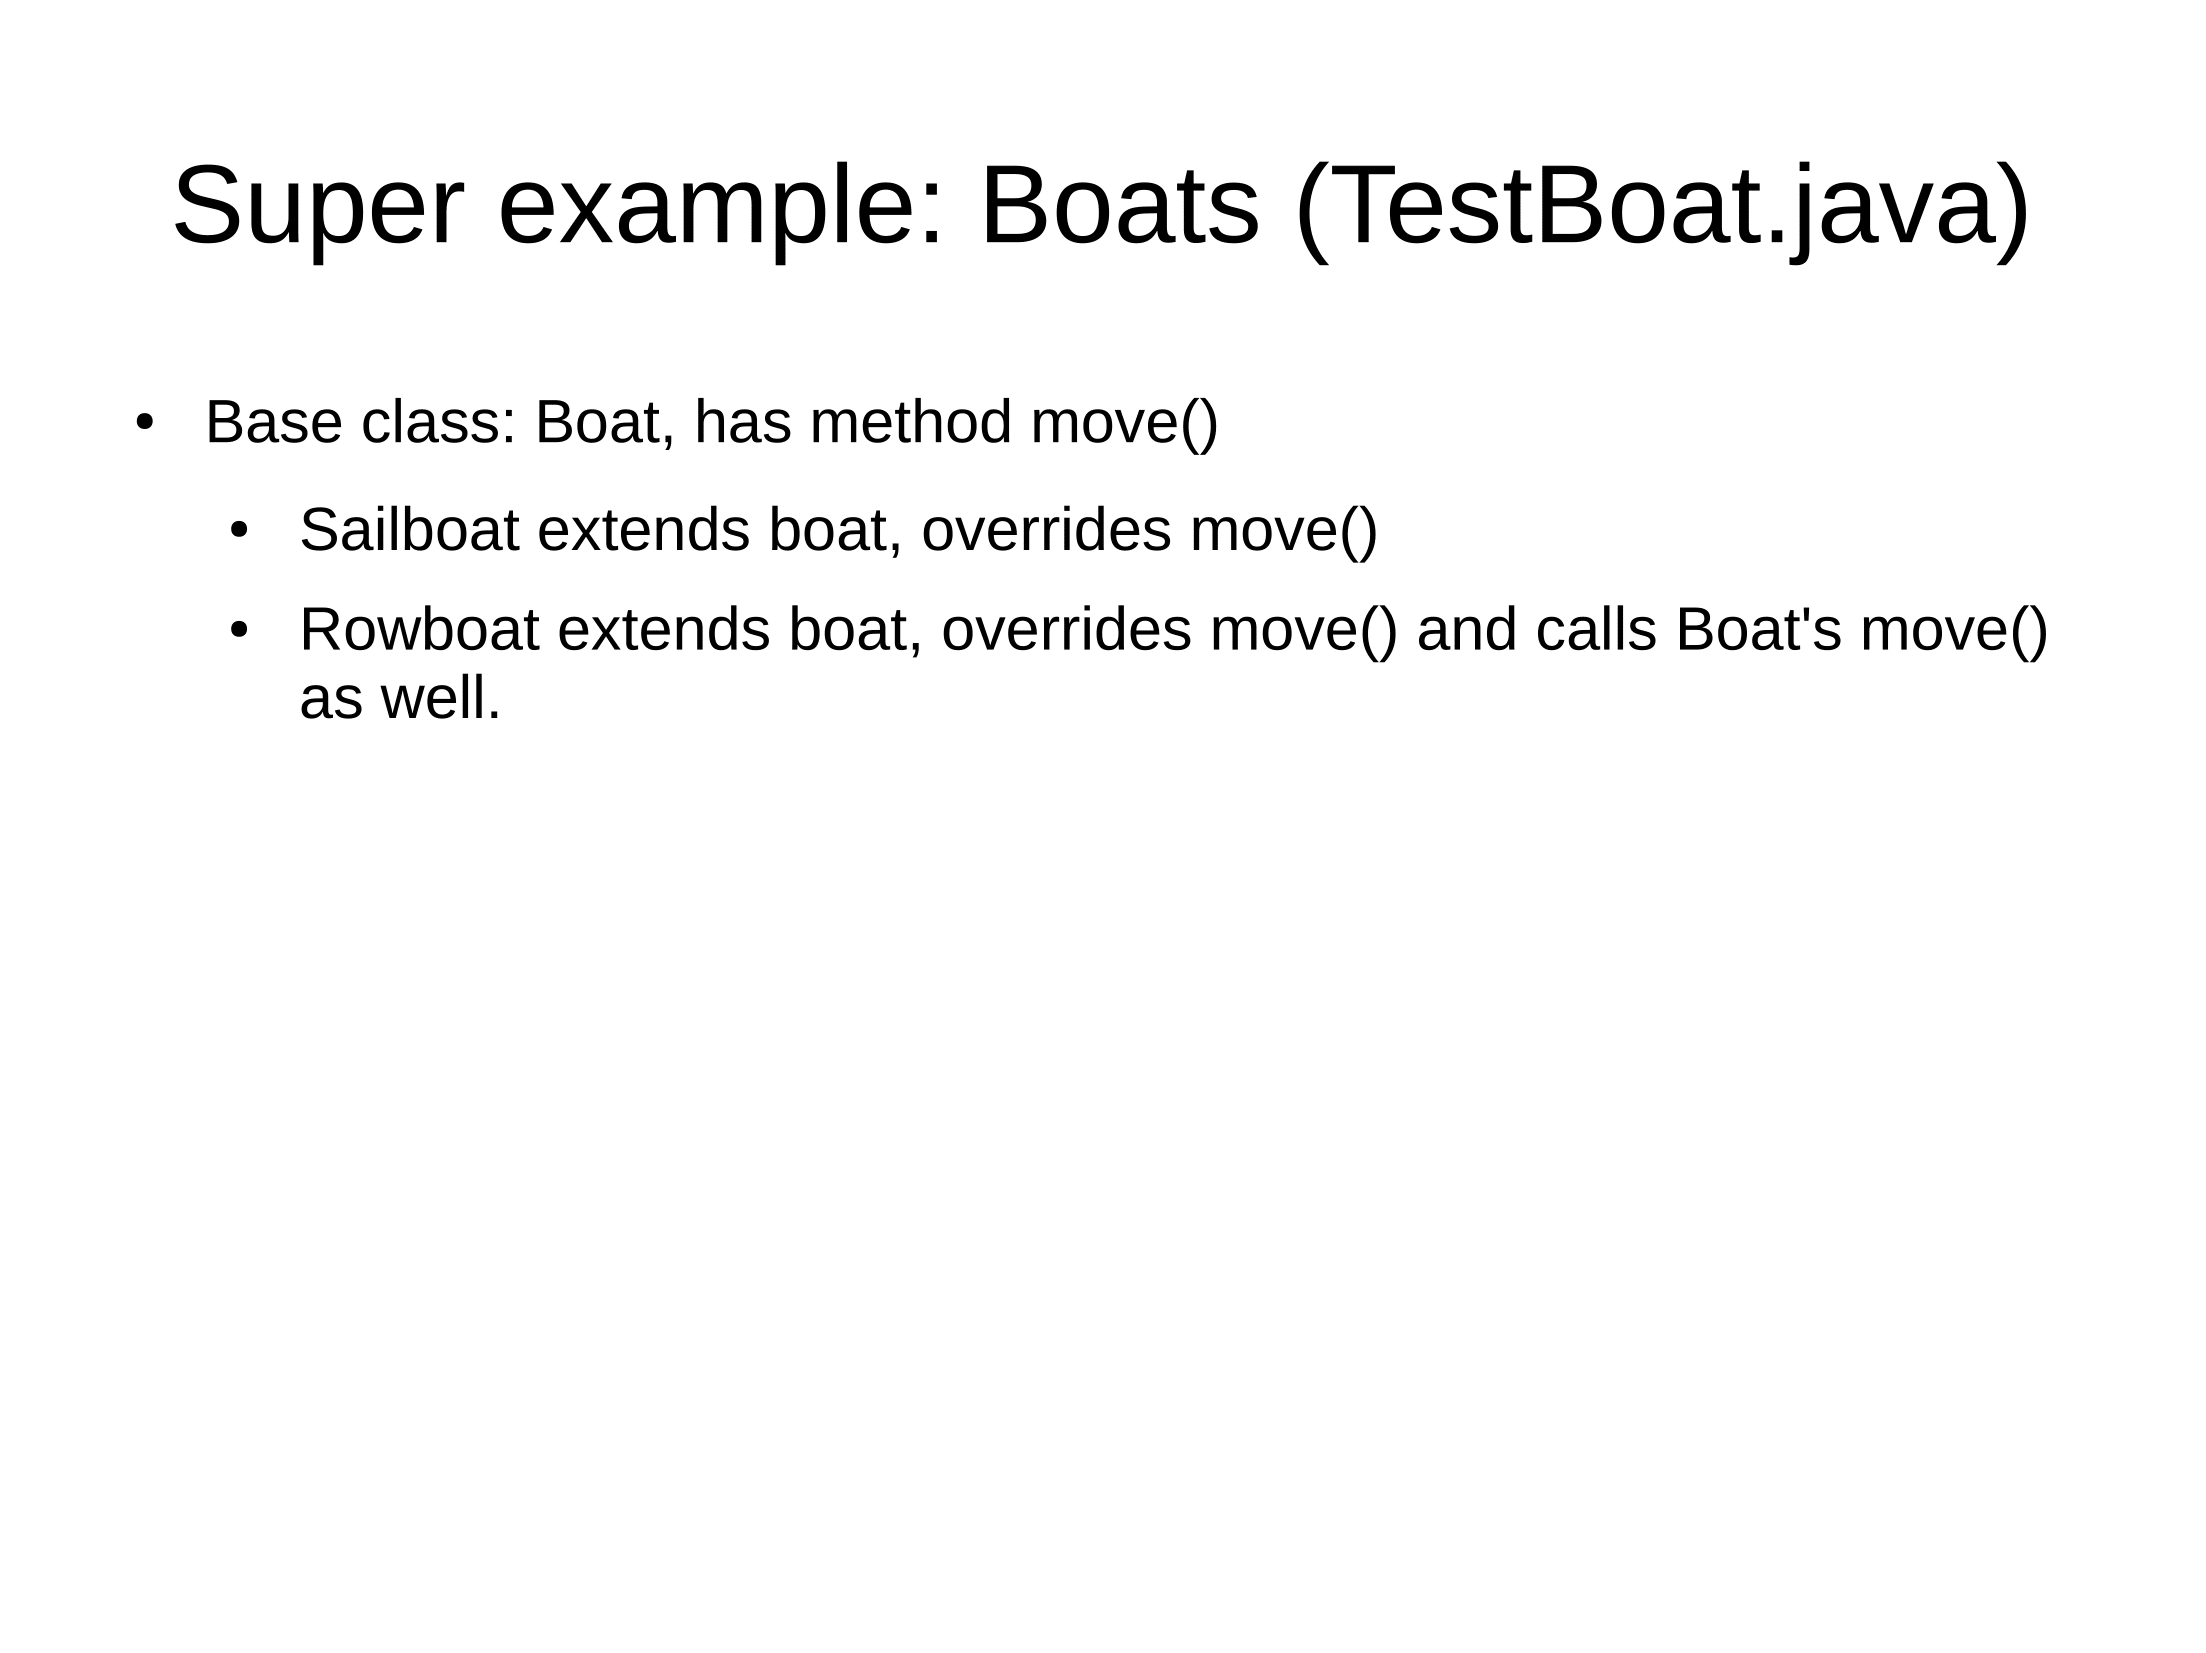 Super example: Boats (TestBoat.java)
• Base class: Boat, has method move()
• Sailboat extends boat, overrides move()
• Rowboat extends boat, overrides move() and calls Boat's move()
as well.